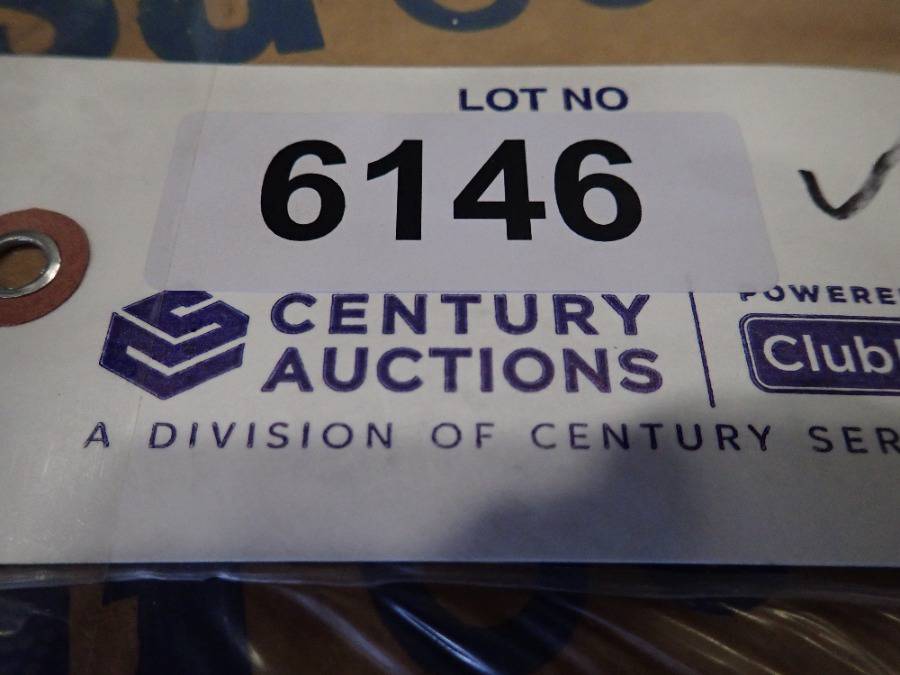 LOT NO
6146
CENTURY
AUCTIONS
POWERE
Club
A DIVISION OF CENTURY SER